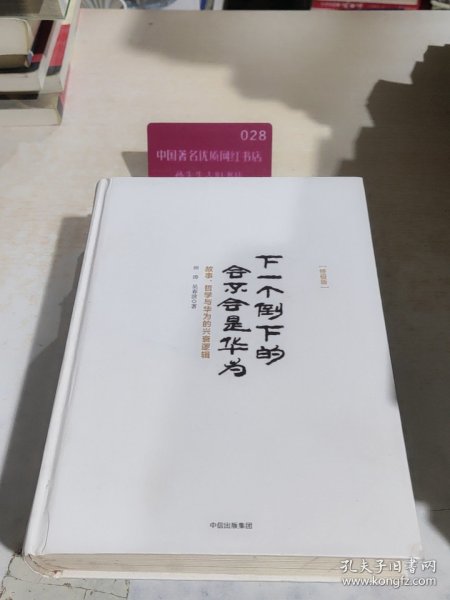 028
中国著名优质网红书店
[终极版]
下一个倒下的
会不会是华为
故事、哲学与华为的兴衰逻辑
田涛 吴春波◎著
中信出版集团
孔夫子旧书网
www.kongfz.com